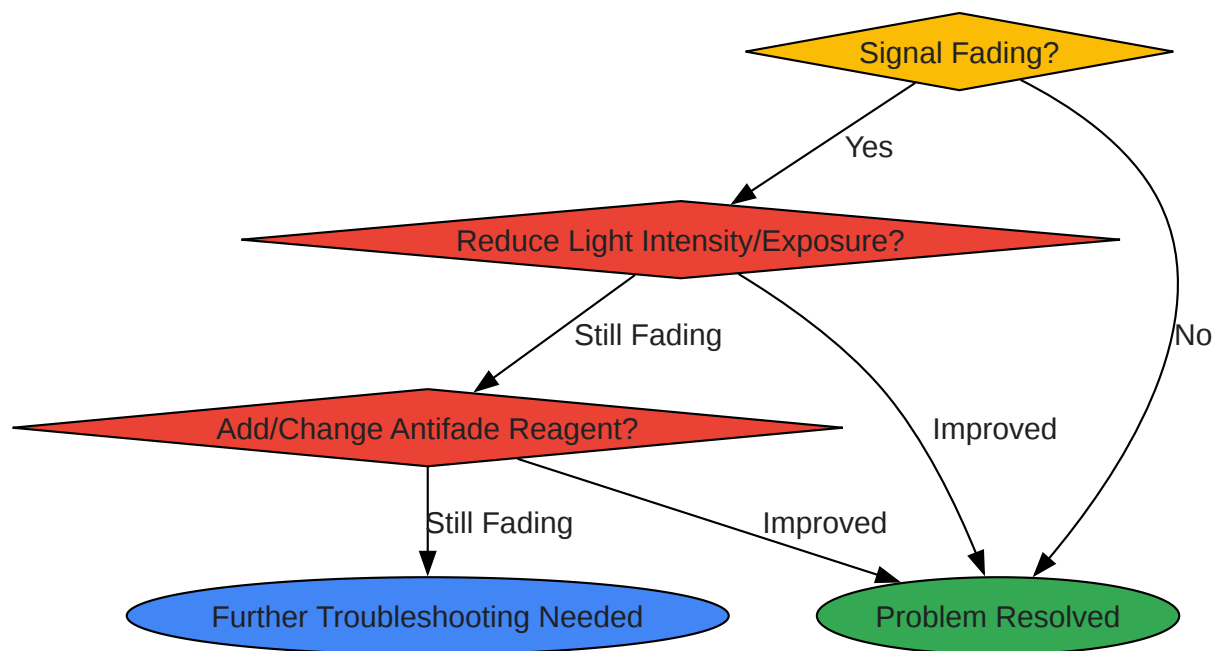 Signal Fading?
Yes
Reduce Light Intensity/Exposure?
Still Fading
No
Add/Change Antifade Reagent?
Improved
Still Fading
Improved
Further Troubleshooting Needed
Problem Resolved